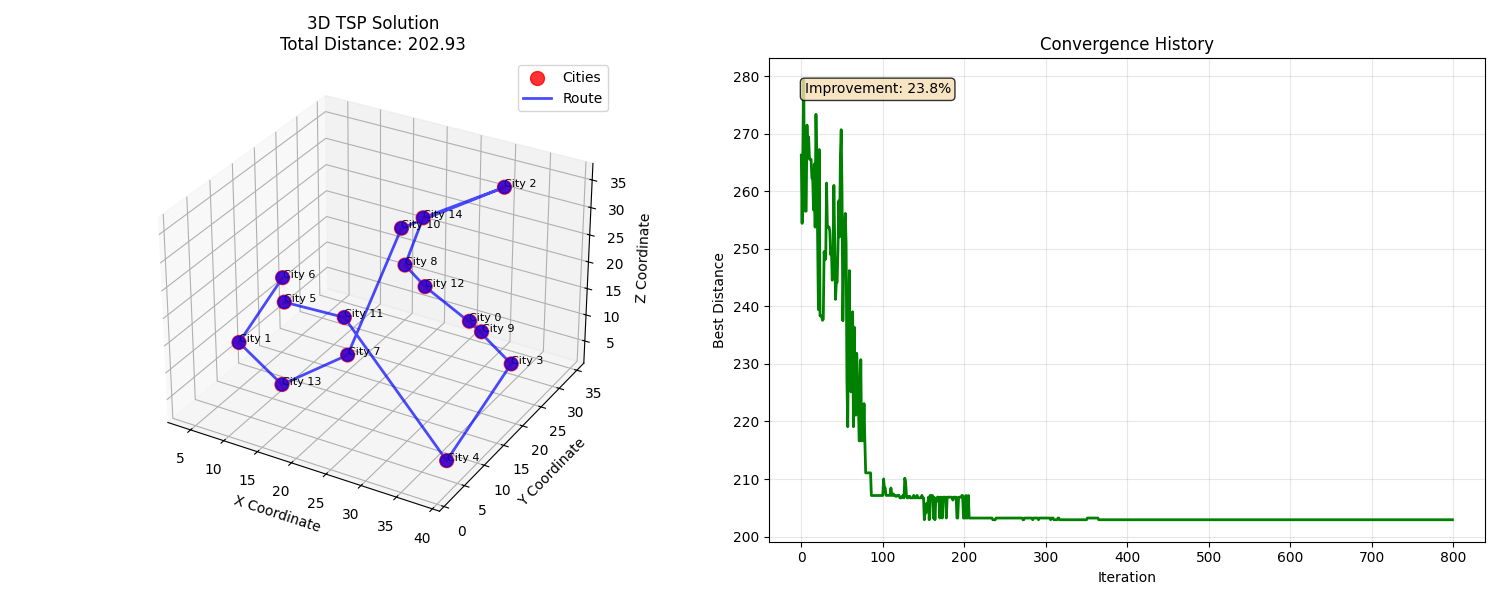 3D TSP Solution
Total Distance: 202.93
Cities
Route
City 2
City 14
City 10
City 8
City 6
City 12
City 5
City 11
City 0
City 9
City 1
City 7
City 3
City 13
City 4
5
10
15
20
25
30
35
40
X Coordinate
0
5
10
15
20
25
30
35
Y Coordinate
5
10
15
20
25
30
35
Z Coordinate
Convergence History
Improvement: 23.8%
280
270
260
250
240
230
220
210
200
Best Distance
0
100
200
300
400
500
600
700
800
Iteration